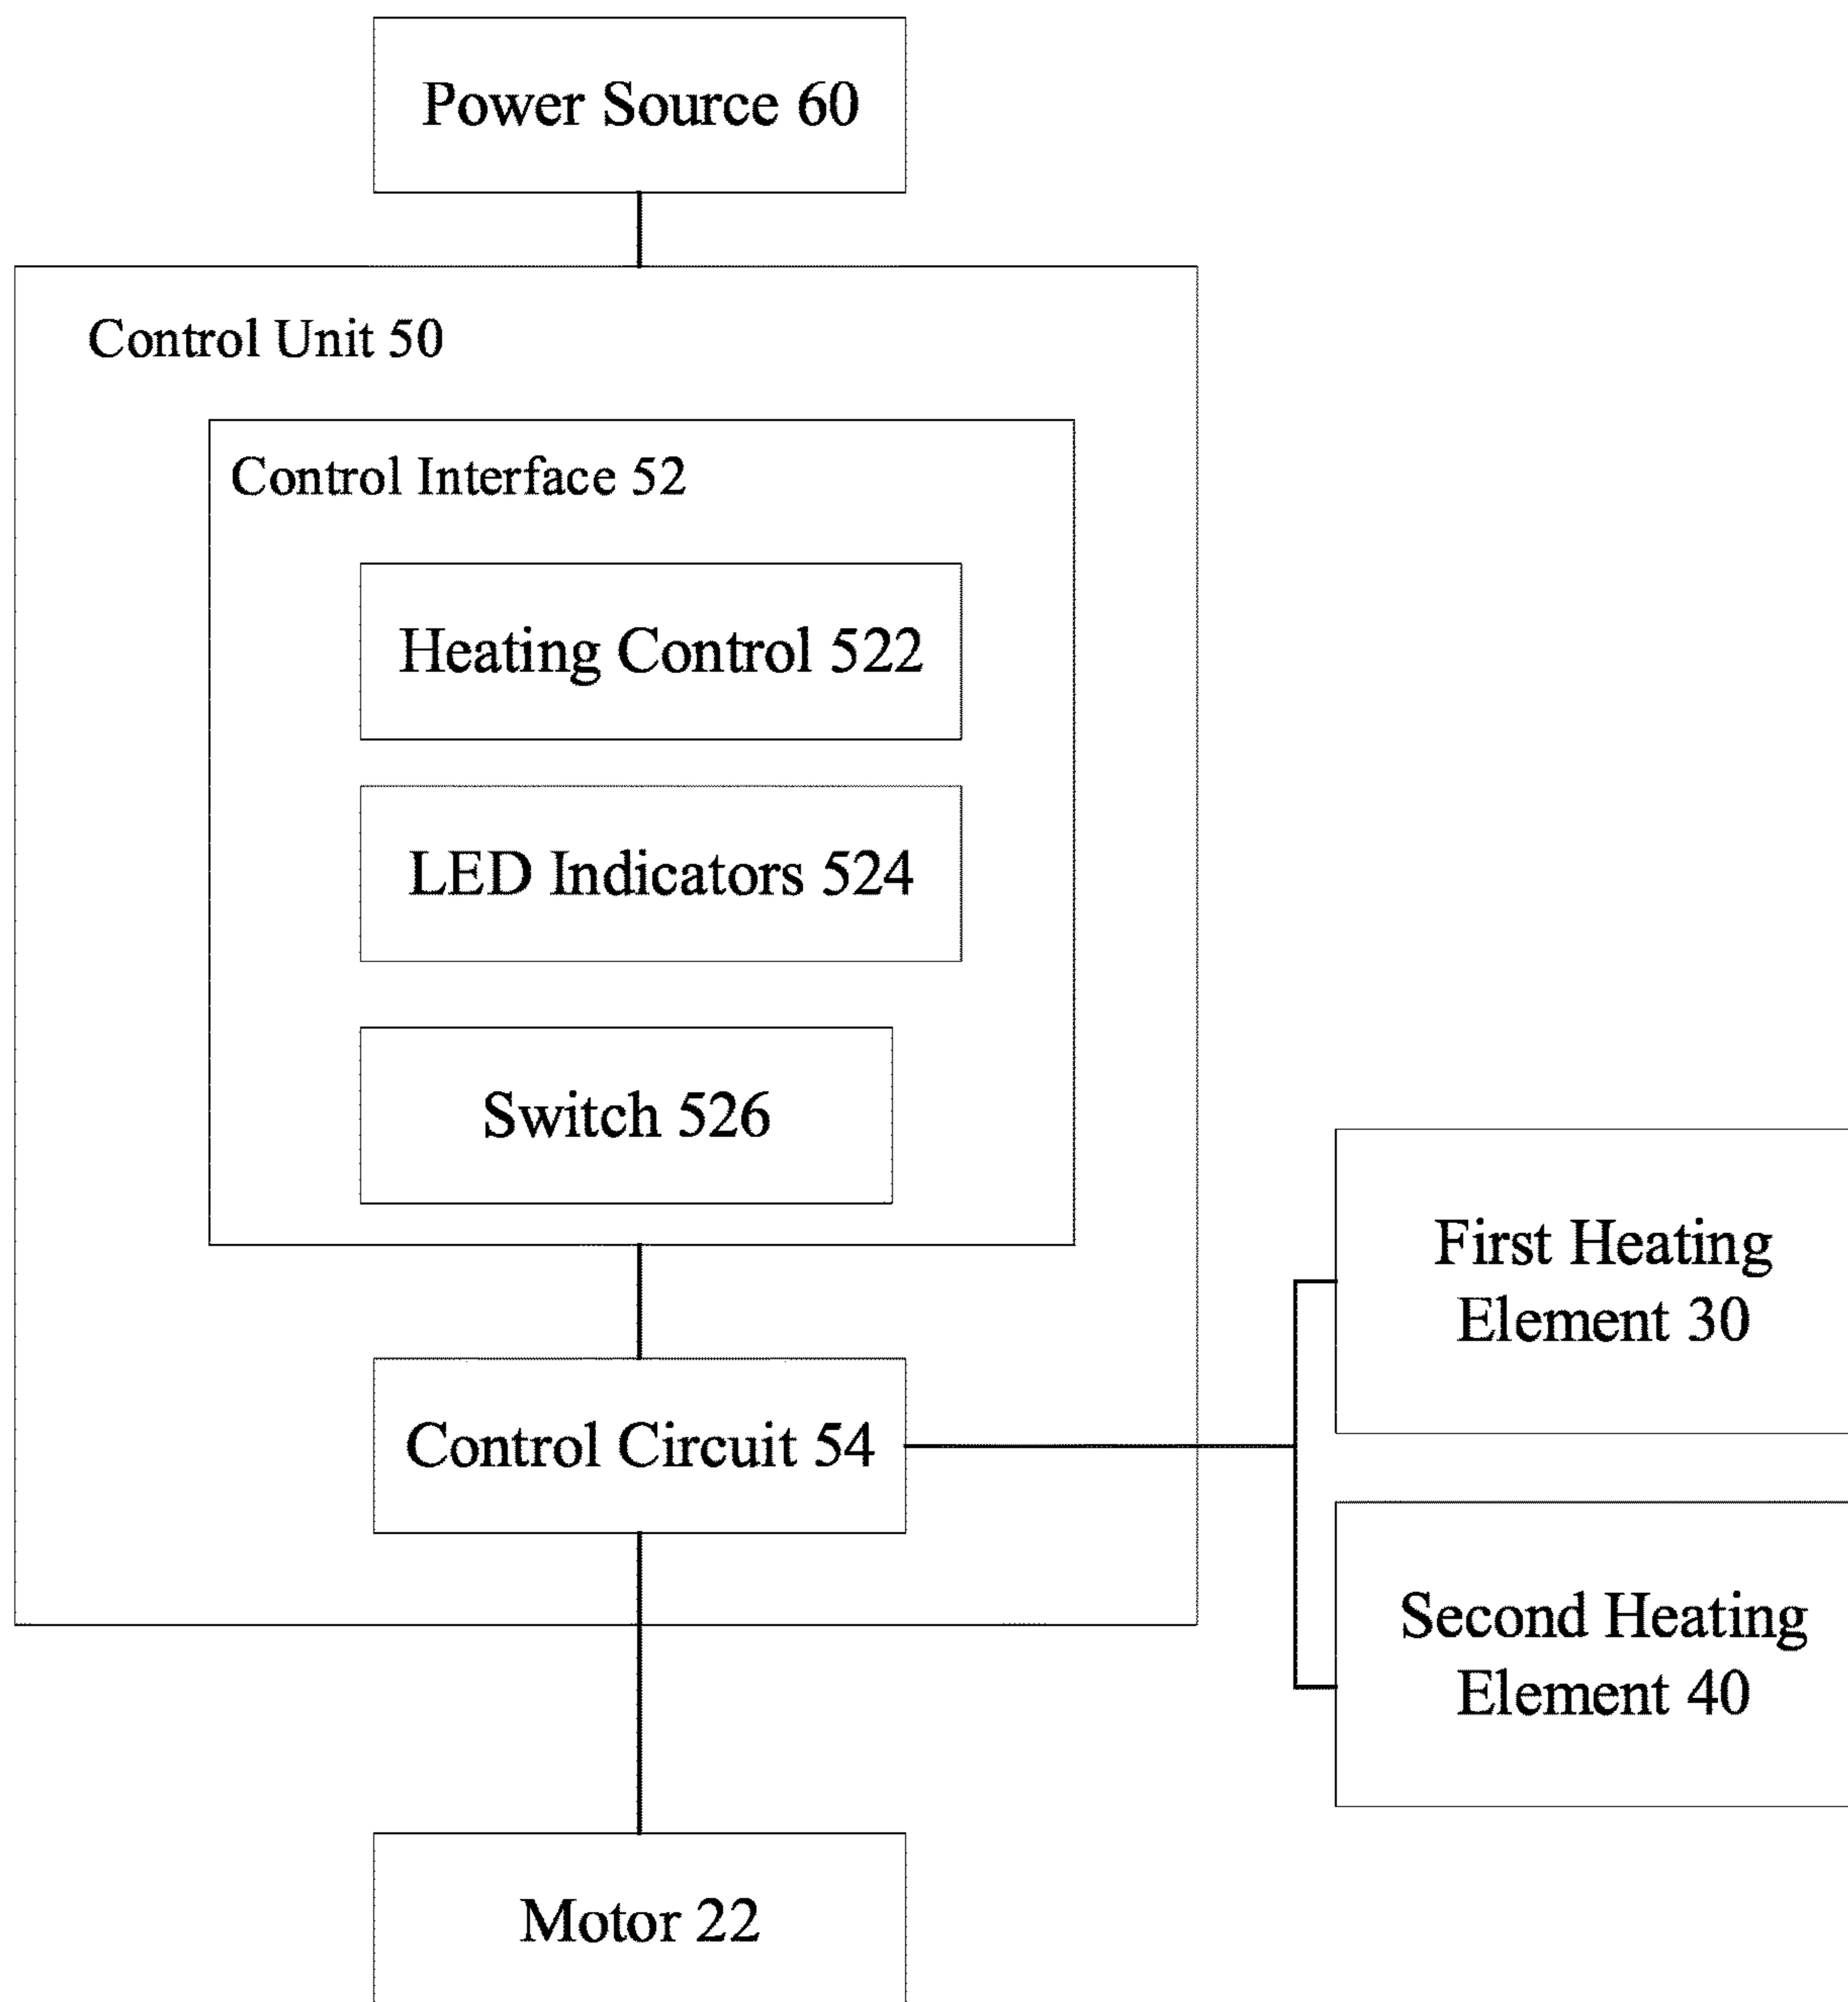 Power Source 60
Control Unit 50
Control Interface 52
Heating Control 522
LED Indicators 524
Switch 526
First Heating
Element 30
Control Circuit 54
Second Heating
Element 40
Motor 22